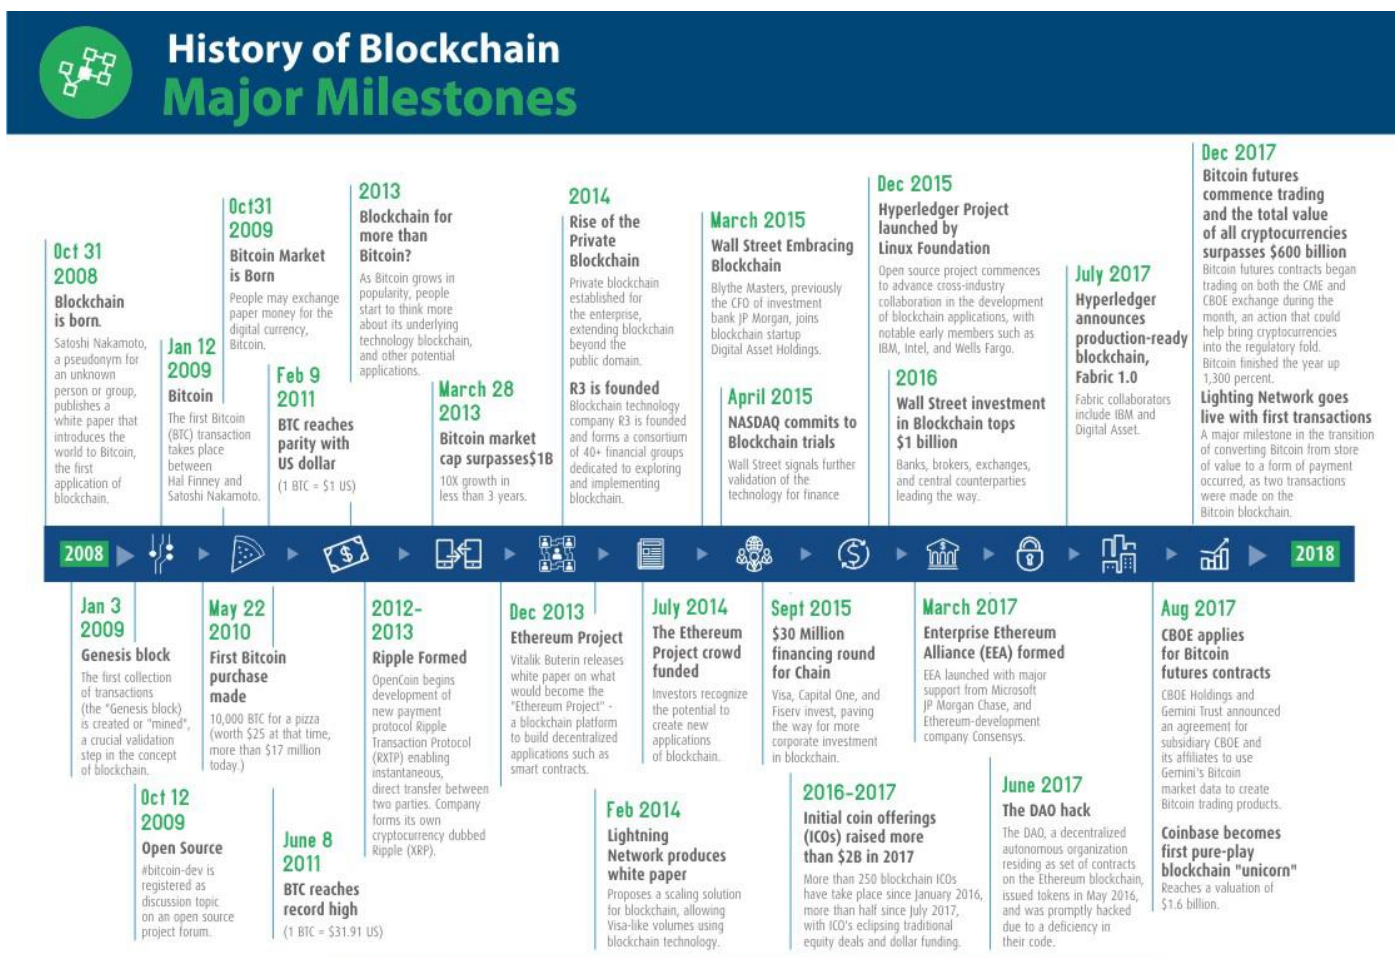 History of Blockchain
Major Milestones
Oct 31
2008
Blockchain
is born.
Satoshi Nakamoto,
a pseudonym for
an unknown
person or group,
publishes a
white paper that
introduces the
world to Bitcoin,
the first
application of
blockchain.
Jan 12
2009
Bitcoin
The first Bitcoin
(BTC) transaction
takes place
between
Hal Finney and
Satoshi Nakamoto.
Oct31
2009
Bitcoin Market
is Born
People may exchange
paper money for the
digital currency,
Bitcoin.
Feb 9
2011
BTC reaches
parity with
US dollar
(1 BTC = $1 US)
2013
Blockchain for
more than
Bitcoin?
As Bitcoin grows in
popularity, people
start to think more
about its underlying
technology blockchain,
and other potential
applications.
March 28
2013
Bitcoin market
cap surpasses$1B
10X growth in
less than 3 years.
2014
Rise of the
Private
Blockchain
Private blockchain
established for
the enterprise,
extending blockchain
beyond the
public domain.
R3 is founded
Blockchain technology
company R3 is founded
and forms a consortium
of 40+ financial groups
dedicated to exploring
and implementing
blockchain.
March 2015
Wall Street Embracing
Blockchain
Blythe Masters, previously
the CFO of investment
bank JP Morgan, joins
blockchain startup
Digital Asset Holdings.
April 2015
NASDAQ commits to
Blockchain trials
Wall Street signals further
validation of the
technology for finance
Dec 2015
Hyperledger Project
launched by
Linux Foundation
Open source project commences
to advance cross-industry
collaboration in the development
of blockchain applications, with
notable early members such as
IBM, Intel, and Wells Fargo.
2016
Wall Street investment
in Blockchain tops
$1 billion
Banks, brokers, exchanges,
and central counterparties
leading the way.
July 2017
Hyperledger
announces
production-ready
blockchain,
Fabric 1.0
Fabric collaborators
include IBM and
Digital Asset.
Dec 2017
Bitcoin futures
commence trading
and the total value
of all cryptocurrencies
surpasses $600 billion
Bitcoin futures contracts began
trading on both the CME and
CBOE exchange during the
month, an action that could
help bring cryptocurrencies
into the regulatory fold.
Bitcoin finished the year up
1,300 percent.
Lighting Network goes
live with first transactions
A major milestone in the transition
of converting Bitcoin from store
of value to a form of payment
occurred, as two transactions
were made on the
Bitcoin blockchain.
2008
2018
Jan 3
2009
Genesis block
The first collection
of transactions
(the "Genesis block)
is created or "mined",
a crucial validation
step in the concept
of blockchain.
Oct 12
2009
Open Source
#bitcoin-dev is
registered as
discussion topic
on an open source
project forum.
May 22
2010
First Bitcoin
purchase
made
10,000 BTC for a pizza
(worth $25 at that time,
more than $17 million
today.)
June 8
2011
BTC reaches
record high
(1 BTC = $31.91 US)
2012-
2013
Ripple Formed
OpenCoin begins
development of
new payment
protocol Ripple
Transaction Protocol
(RXTP) enabling
instantaneous,
direct transfer between
two parties. Company
forms its own
cryptocurrency dubbed
Ripple (XRP).
Dec 2013
Ethereum Project
Vitalik Buterin releases
white paper on what
would become the
"Ethereum Project" -
a blockchain platform
to build decentralized
applications such as
smart contracts.
Feb 2014
Lightning
Network produces
white paper
Proposes a scaling solution
for blockchain, allowing
Visa-like volumes using
blockchain technology.
July 2014
The Ethereum
Project crowd
funded
Investors recognize
the potential to
create new
applications
of blockchain.
Sept 2015
$30 Million
financing round
for Chain
Visa, Capital One, and
Fiserv invest, paving
the way for more
corporate investment
in blockchain.
2016-2017
Initial coin offerings
(ICOs) raised more
than $2B in 2017
More than 250 blockchain ICOs
have take place since January 2016,
more than half since July 2017,
with ICO's eclipsing traditional
equity deals and dollar funding.
March 2017
Enterprise Ethereum
Alliance (EEA) formed
EEA launched with major
support from Microsoft
JP Morgan Chase, and
Ethereum-development
company Consensys.
June 2017
The DAO hack
The DAO, a decentralized
autonomous organization
residing as set of contracts
on the Ethereum blockchain,
issued tokens in May 2016,
and was promptly hacked
due to a deficiency in
their code.
Aug 2017
CBOE applies
for Bitcoin
futures contracts
CBOE Holdings and
Gemini Trust announced
an agreement for
subsidiary CBOE and
its affiliates to use
Gemini's Bitcoin
market data to create
Bitcoin trading products.
Coinbase becomes
first pure-play
blockchain "unicorn"
Reaches a valuation of
$1.6 billion.